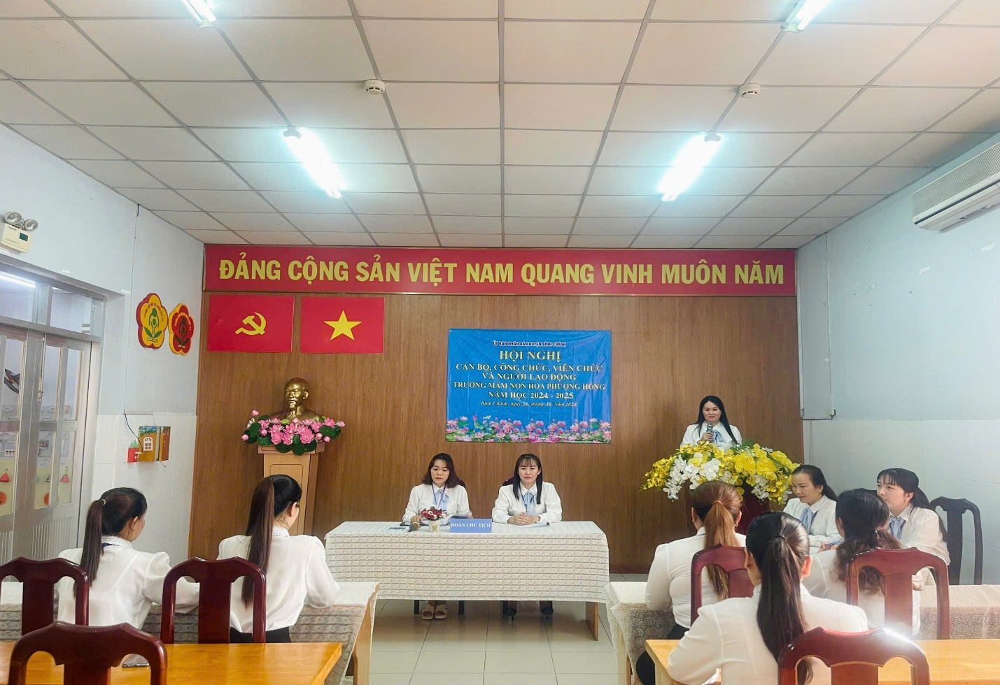 ĐẢNG CỘNG SẢN VIỆT NAM QUANG VINH MUÔN NĂM
ỦY BAN NHÂN DÂN HUYỆN BÌNH CHÁNH
HỘI NGHỊ
CÁN BỘ, CÔNG CHỨC, VIÊN CHỨC
VÀ NGƯỜI LAO ĐỘNG
TRƯỜNG MẦM NON HOA PHƯỢNG HỒNG
NĂM HỌC 2024 - 2025
Bình Chánh, ngày 26, tháng 10, Năm 2024
ĐOÀN CHỦ TỊCH